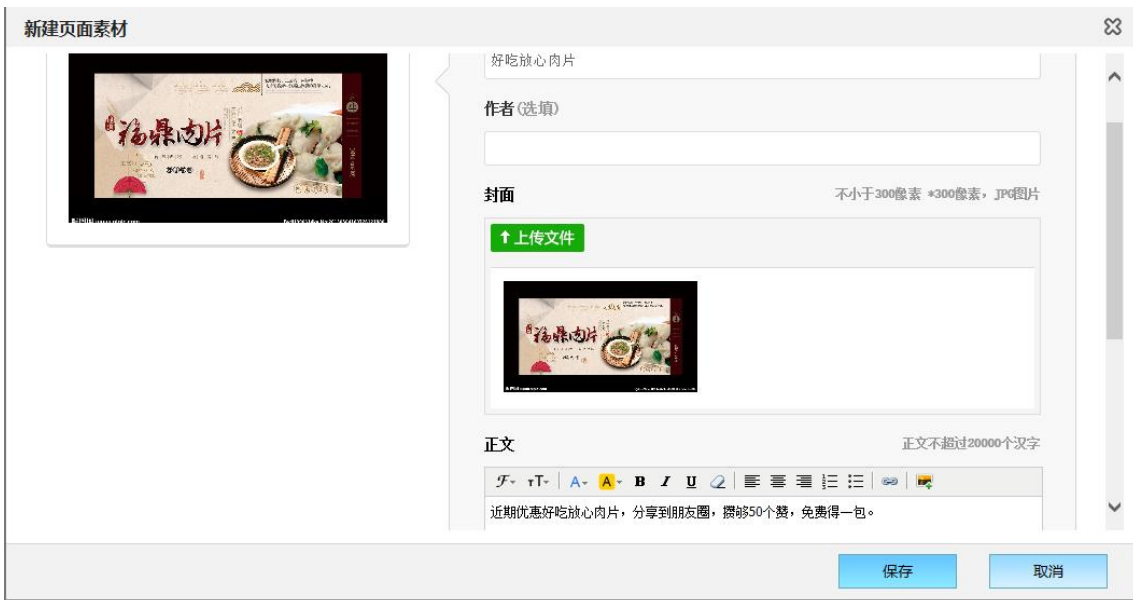 新建页面素材
福鼎肉片
好吃放心肉片
作者(选填)
封面
不小于300像素 *300像素，JPG图片
上传文件
福鼎肉片
正文
正文不超过20000个汉字
B I U
近期优惠好吃放心肉片，分享到朋友圈，攒够50个赞，免费得一包。
保存
取消